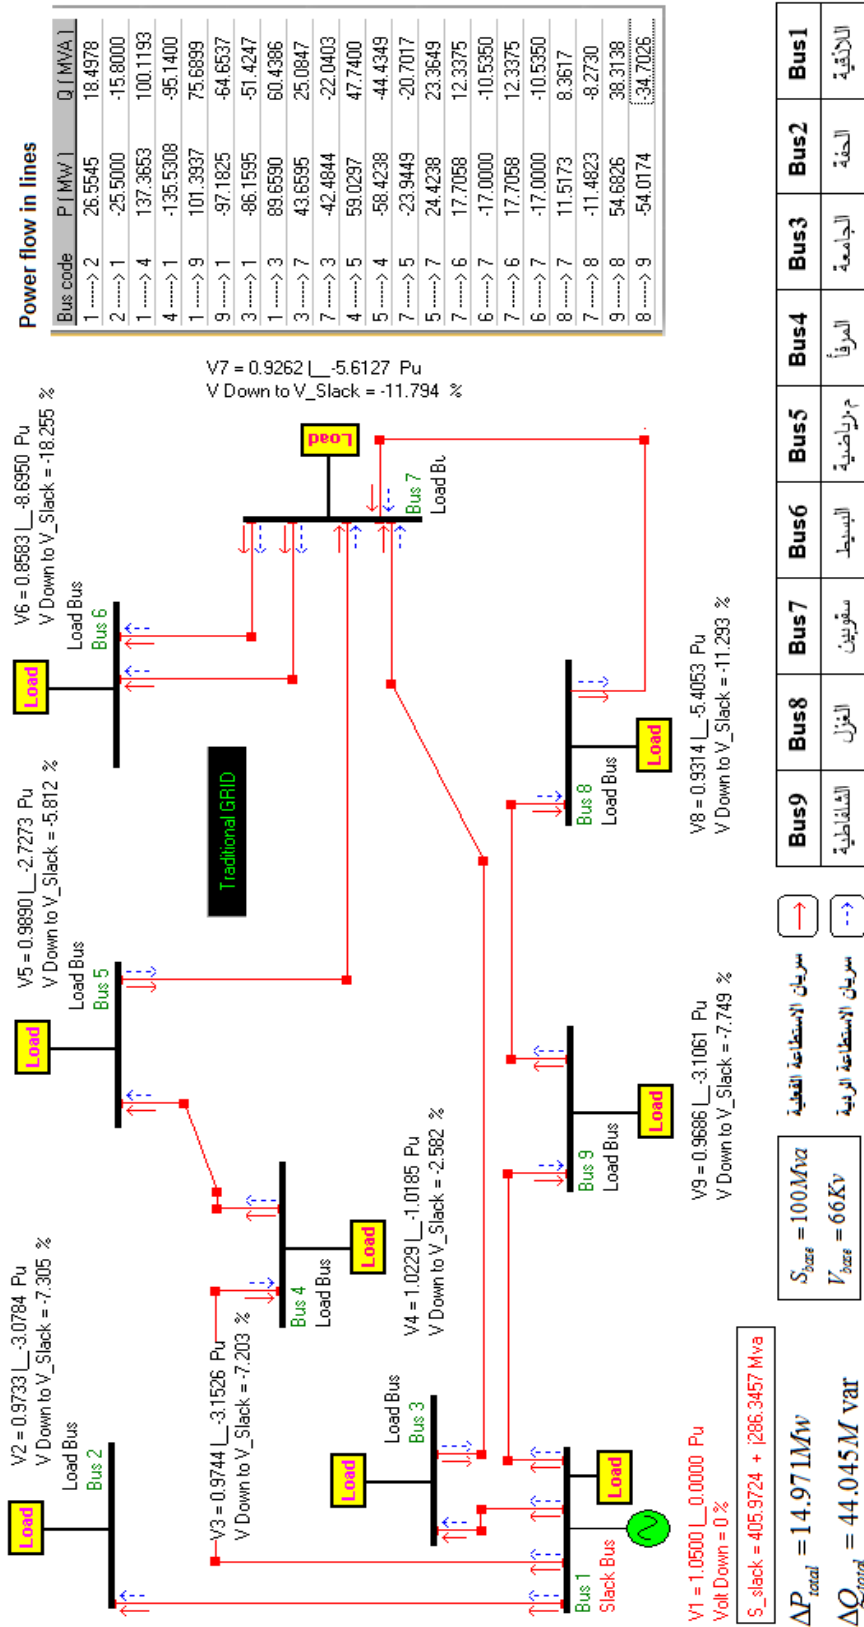 Power flow in lines
Bus code P ( MW ) Q ( MVA )
1 -----> 2 26.5545 18.4978
2 -----> 1 -25.5000 -15.8000
1 -----> 4 137.3653 100.1193
4 -----> 1 -135.5308 -95.1400
1 -----> 9 101.3937 75.6899
9 -----> 1 -97.1825 -64.6537
3 -----> 1 -86.1595 -51.4247
1 -----> 3 89.6590 60.4386
3 -----> 7 43.6595 25.0847
7 -----> 3 -42.4844 -22.0403
4 -----> 5 59.0297 47.7400
5 -----> 4 -58.4238 -44.4349
7 -----> 5 -23.9449 -20.7017
5 -----> 7 24.4238 23.3649
7 -----> 6 17.7058 12.3375
6 -----> 7 -17.0000 -10.5350
7 -----> 6 17.7058 12.3375
6 -----> 7 -17.0000 -10.5350
8 -----> 7 11.5173 8.3617
7 -----> 8 -11.4823 -8.2730
9 -----> 8 54.6826 38.3138
8 -----> 9 -54.0174 -34.7026
V2 = 0.9733 |__-3.0784 Pu
V Down to V_Slack = -7.305 %
Load
Load Bus
Bus 2
V5 = 0.9890 |__-2.7273 Pu
V Down to V_Slack = -5.812 %
Load
Load Bus
Bus 5
V6 = 0.8583 |__-8.6950 Pu
V Down to V_Slack = -18.255 %
Load
Load Bus
Bus 6
V7 = 0.9262 |__-5.6127 Pu
V Down to V_Slack = -11.794 %
Load
Bus 7
Load Bu
Traditional GRID
V3 = 0.9744 |__-3.1526 Pu
V Down to V_Slack = -7.203 %
Load
Load Bus
Bus 3
Bus 4
Load Bus
Load
V4 = 1.0229 |__-1.0185 Pu
V Down to V_Slack = -2.582 %
Bus 1
Slack Bus
Load
V1 = 1.0500 |__0.0000 Pu
Volt Down = 0 %
S_slack = 405.9724 + j286.3457 Mva
Bus 9
Load Bus
Load
V9 = 0.9686 |__-3.1061 Pu
V Down to V_Slack = -7.749 %
Bus 8
Load Bus
Load
V8 = 0.9314 |__-5.4053 Pu
V Down to V_Slack = -11.293 %
ΔP total = 14.971Mw
ΔQ total = 44.045M var
S base = 100Mva
V base = 66Kv
سريان الاستطاعة الفعلية
سريان الاستطاعة الردية
Bus9 Bus8 Bus7 Bus6 Bus5 Bus4 Bus3 Bus2 Bus1
الشلفاطية الغزل سقوبين البسيط م.رياضية المرفأ الجامعة الحفة اللاذقية